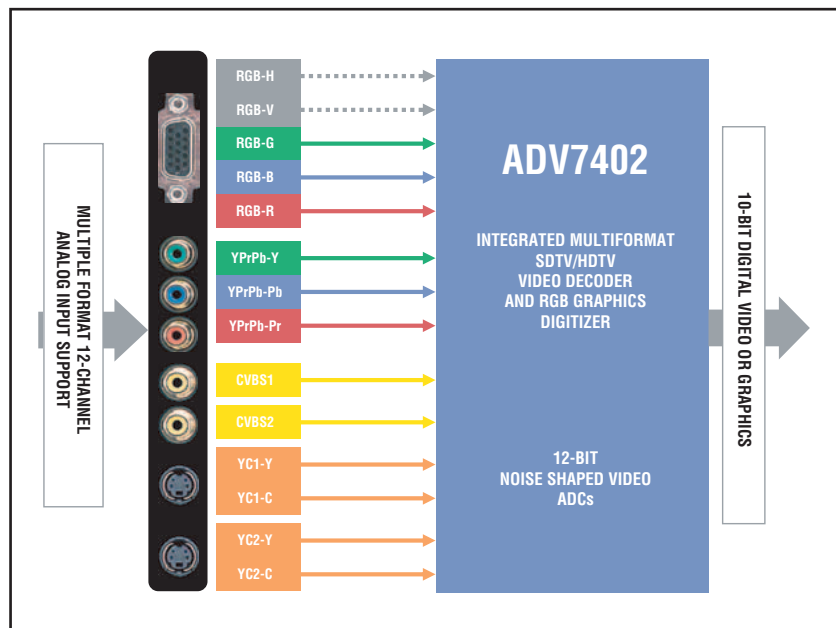 MULTIPLE FORMAT 12-CHANNEL
ANALOG INPUT SUPPORT
RGB-H
RGB-V
RGB-G
RGB-B
RGB-R
YPrPb-Y
YPrPb-Pb
YPrPb-Pr
CVBS1
CVBS2
YC1-Y
YC1-C
YC2-Y
YC2-C
ADV7402
INTEGRATED MULTIFORMAT
SDTV/HDTV
VIDEO DECODER
AND RGB GRAPHICS
DIGITIZER
12-BIT
NOISE SHAPED VIDEO
ADCs
10-BIT DIGITAL VIDEO OR GRAPHICS